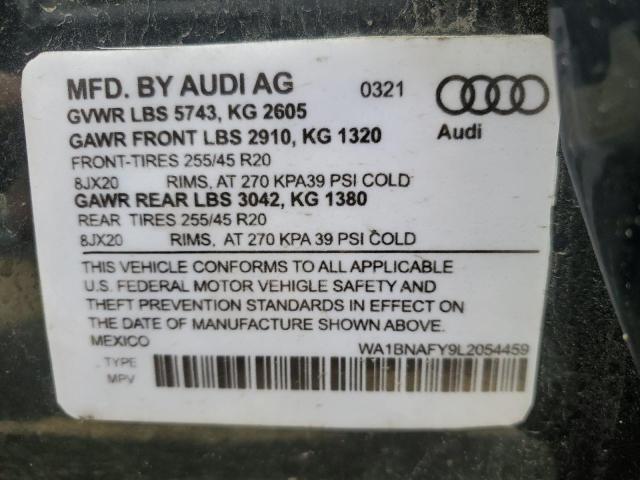 MFD. BY AUDI AG 0321
GVWR LBS 5743, KG 2605
Audi
GAWR FRONT LBS 2910, KG 1320
FRONT-TIRES 255/45 R20
8JX20 RIMS, AT 270 KPA39 PSI COLD
GAWR REAR LBS 3042, KG 1380
REAR TIRES 255/45 R20
8JX20 RIMS, AT 270 KPA 39 PSI COLD
THIS VEHICLE CONFORMS TO ALL APPLICABLE
U.S. FEDERAL MOTOR VEHICLE SAFETY AND
THEFT PREVENTION STANDARDS IN EFFECT ON
THE DATE OF MANUFACTURE SHOWN ABOVE.
MEXICO WA1BNAFY9L2054459
. TYPE
MPV